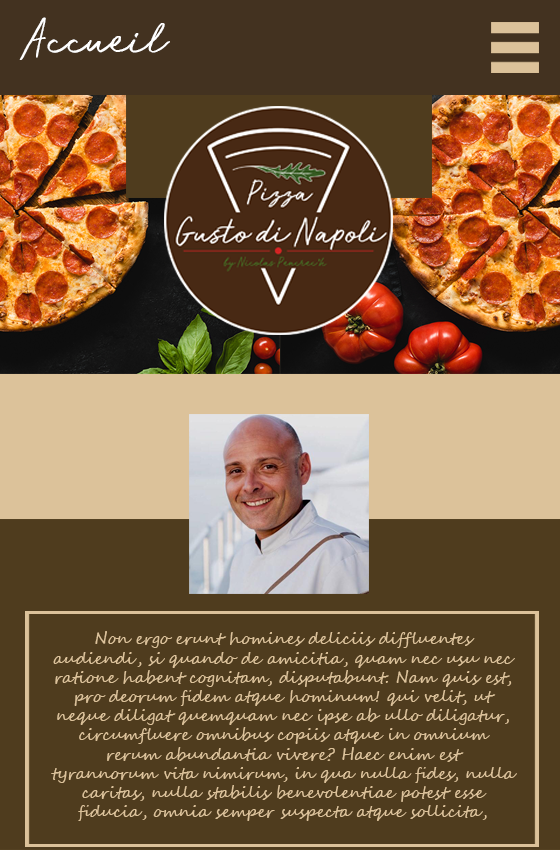 Accueil
Pizza
Gusto di Napoli
by Nicolas
Non ergo erunt homines deliciis diffluentes
audiendi, si quando de amicitia, quam nec usu nec
ratione habent cognitam, disputabunt. Nam quis est,
pro deorum fidem atque hominum! qui velit, ut
neque diligat quemquam nec ipse ab ullo diligatur,
circumfluere omnibus copiis atque in omnium
rerum abundantia vivere? Haec enim est
tyrannorum vita nimirum, in qua nulla fides, nulla
caritas, nulla stabilis benevolentiae potest esse
fiducia, omnia semper suspecta atque sollicita,